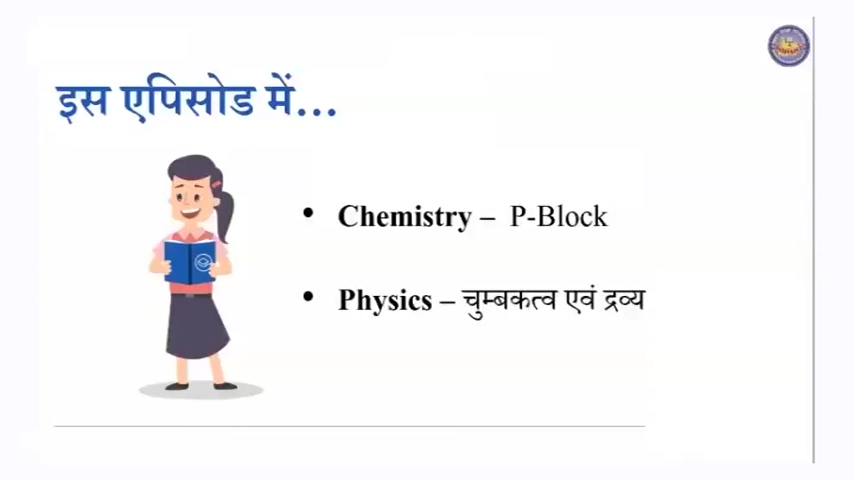 इस एपिसोड में...
• Chemistry – P-Block
• Physics – चुम्बकत्व एवं द्रव्य